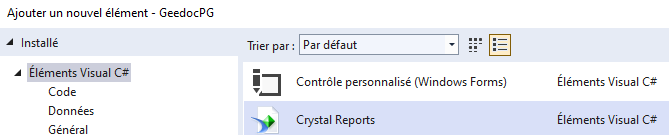 Ajouter un nouvel élément - GeedocPG
Installé
Trier par : Par défaut
Éléments Visual C#
Code
Données
Général
Contrôle personnalisé (Windows Forms) Éléments Visual C#
Crystal Reports Éléments Visual C#